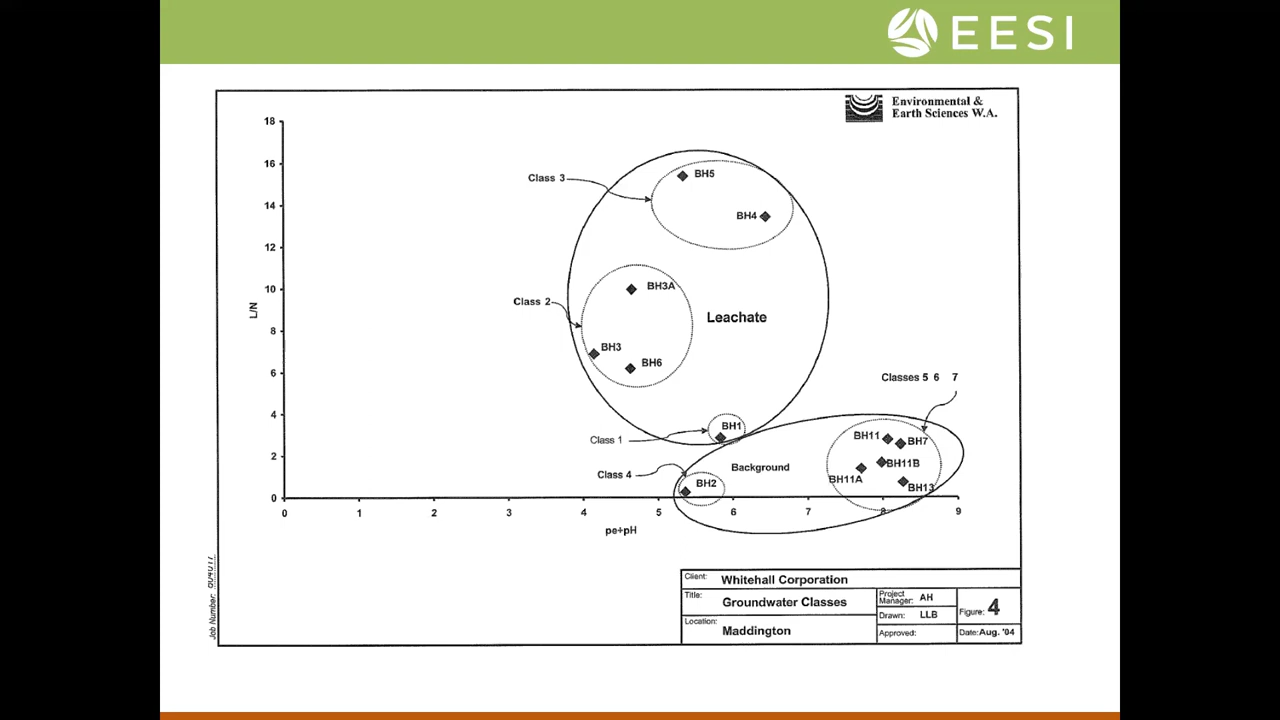 EESI
Environmental &
Earth Sciences W.A.
18
16
14
12
10
8
6
4
2
0
L/N
0
1
2
3
4
5
6
7
8
9
pe+pH
Class 3
BH5
BH4
Class 2
BH3A
BH3
BH6
Leachate
Classes 5 6 7
Class 1
BH1
BH11
BH7
BH11B
BH11A
BH13
Background
Class 4
BH2
Client: Whitehall Corporation
Title: Groundwater Classes
Project Manager: AH
Drawn: LLB
Figure: 4
Location: Maddington
Approved:
Date: Aug. '04
Job Number: